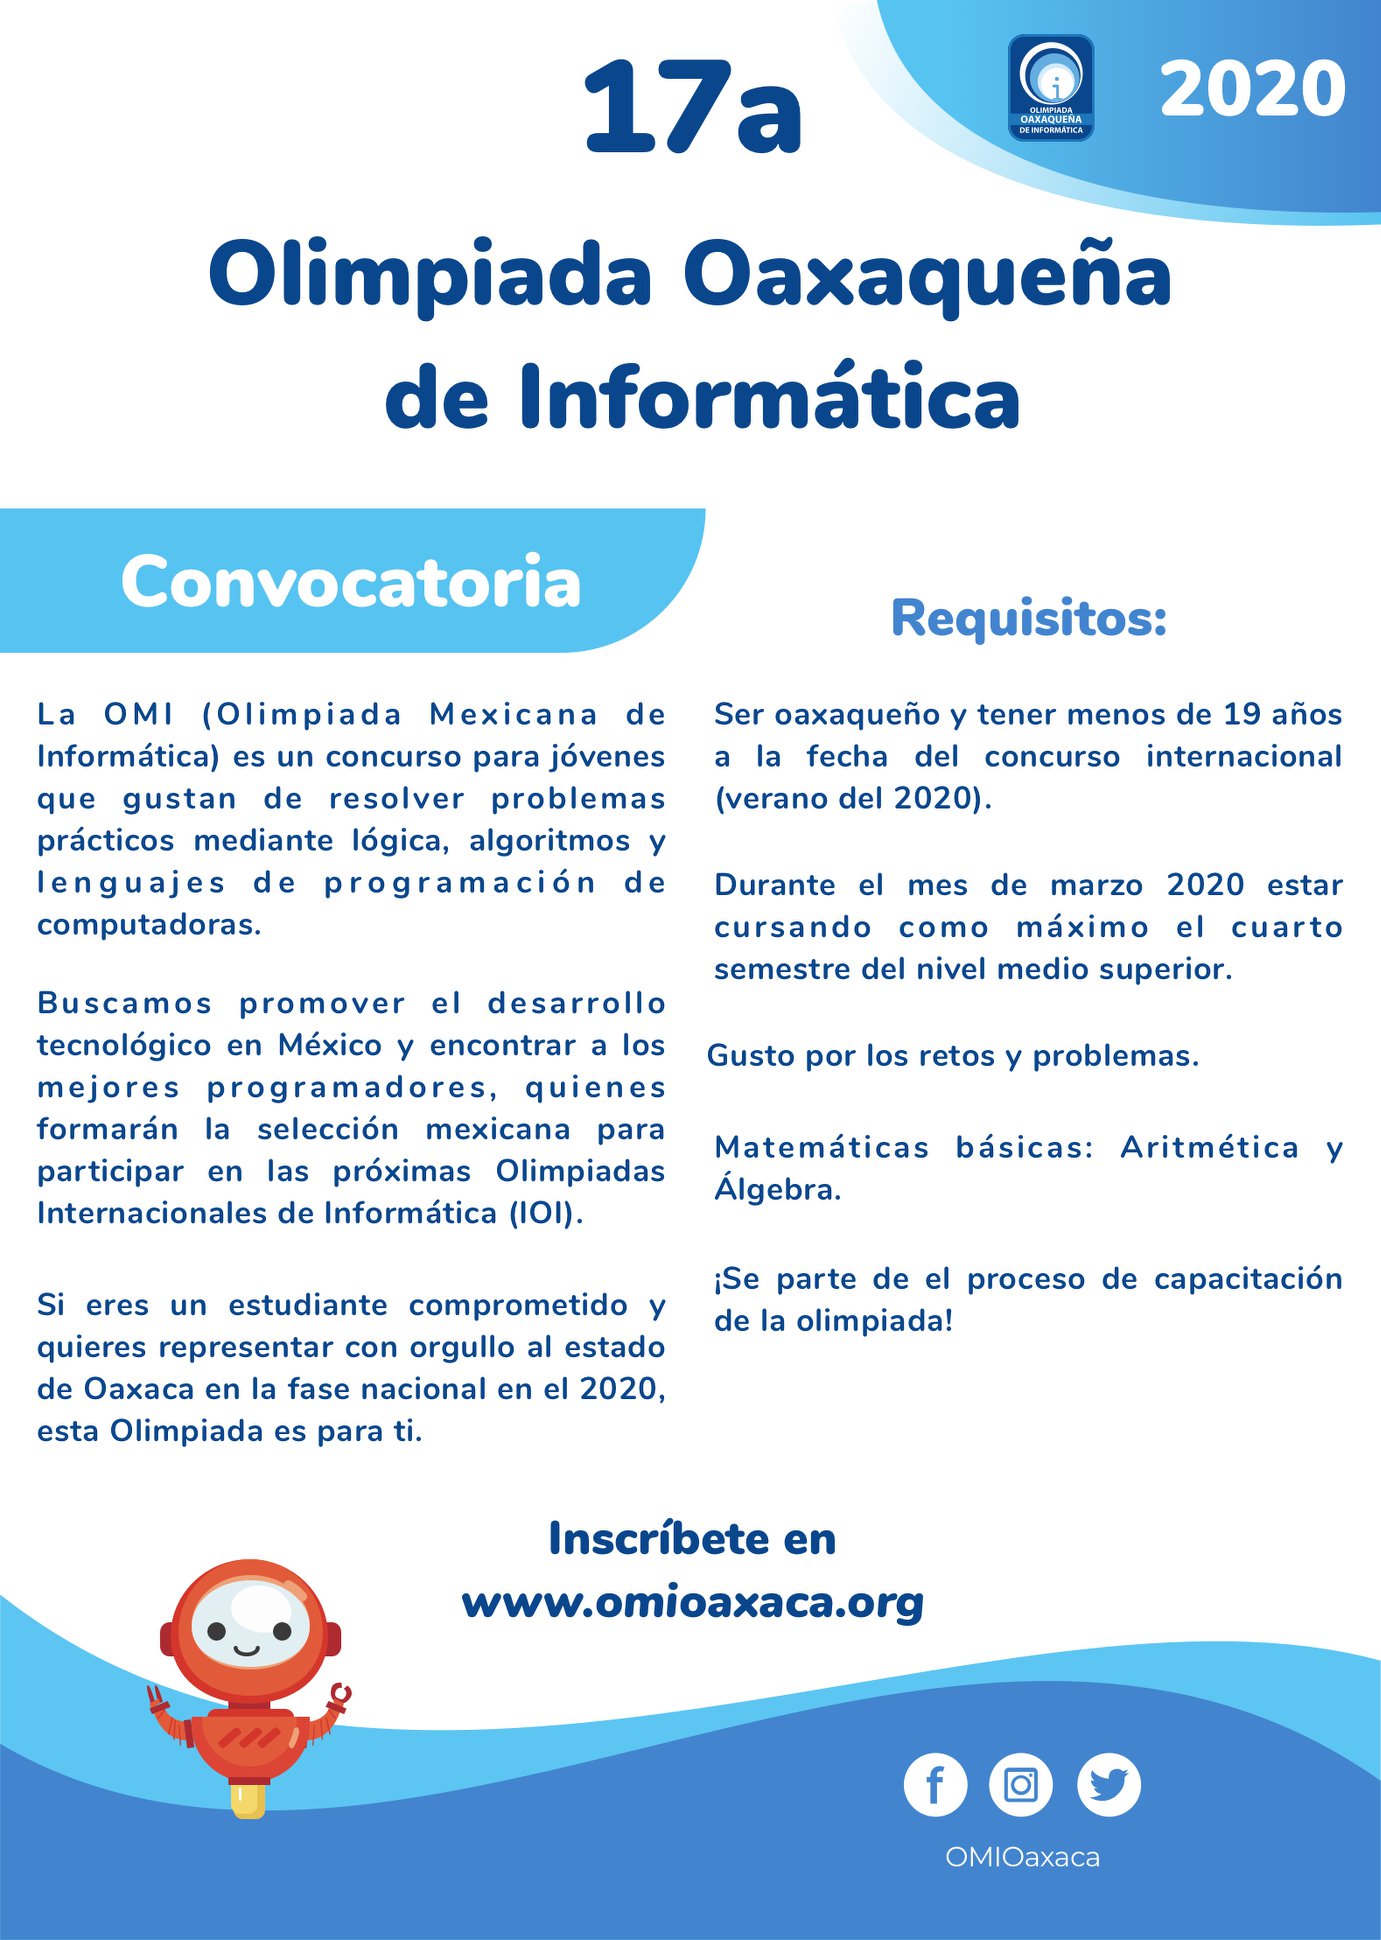 17a
i
OLIMPIADA
OAXAQUEÑA
DE INFORMÁTICA
2020
Olimpiada Oaxaqueña
de Informática
Convocatoria
La OMI (Olimpiada Mexicana de
Informática) es un concurso para jóvenes
que gustan de resolver problemas
prácticos mediante lógica, algoritmos y
lenguajes de programación de
computadoras.
Buscamos promover el desarrollo
tecnológico en México y encontrar a los
mejores programadores, quienes
formarán la selección mexicana para
participar en las próximas Olimpiadas
Internacionales de Informática (IOI).
Si eres un estudiante comprometido y
quieres representar con orgullo al estado
de Oaxaca en la fase nacional en el 2020,
esta Olimpiada es para ti.
Requisitos:
Ser oaxaqueño y tener menos de 19 años
a la fecha del concurso internacional
(verano del 2020).
Durante el mes de marzo 2020 estar
cursando como máximo el cuarto
semestre del nivel medio superior.
Gusto por los retos y problemas.
Matemáticas básicas: Aritmética y
Álgebra.
¡Se parte de el proceso de capacitación
de la olimpiada!
Inscríbete en
www.omioaxaca.org
OMIOaxaca